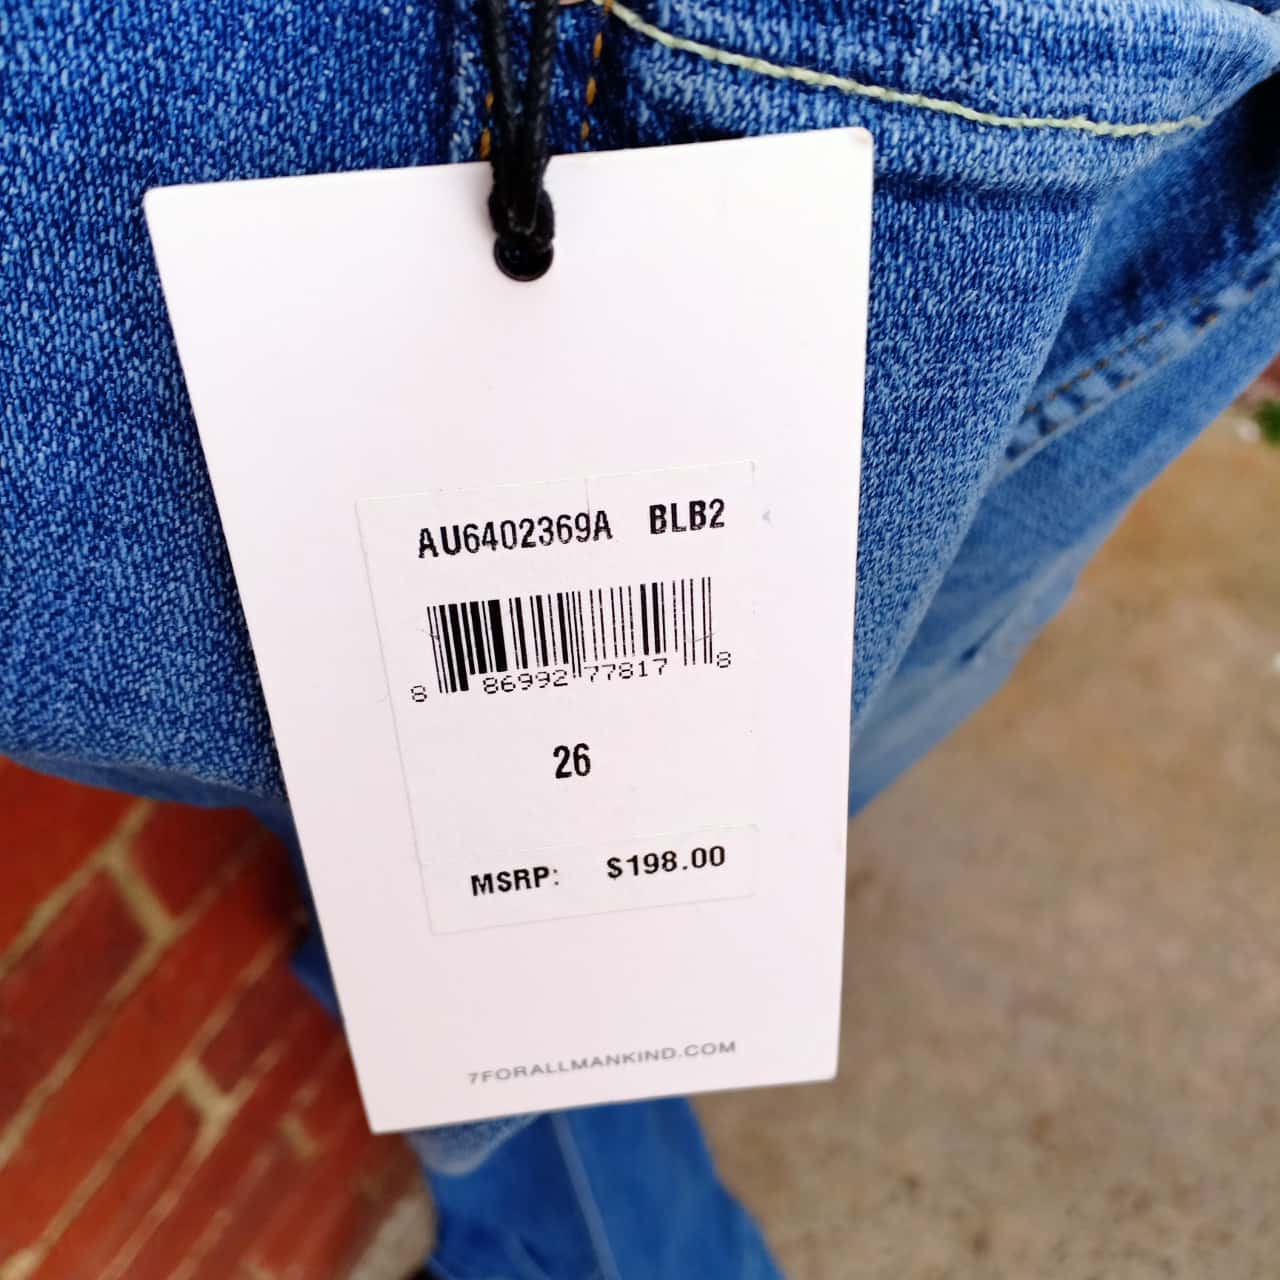 AU6402369A BLB2
8 86992 77817 8
26
MSRP: $198.00
7FORALLMANKIND.COM